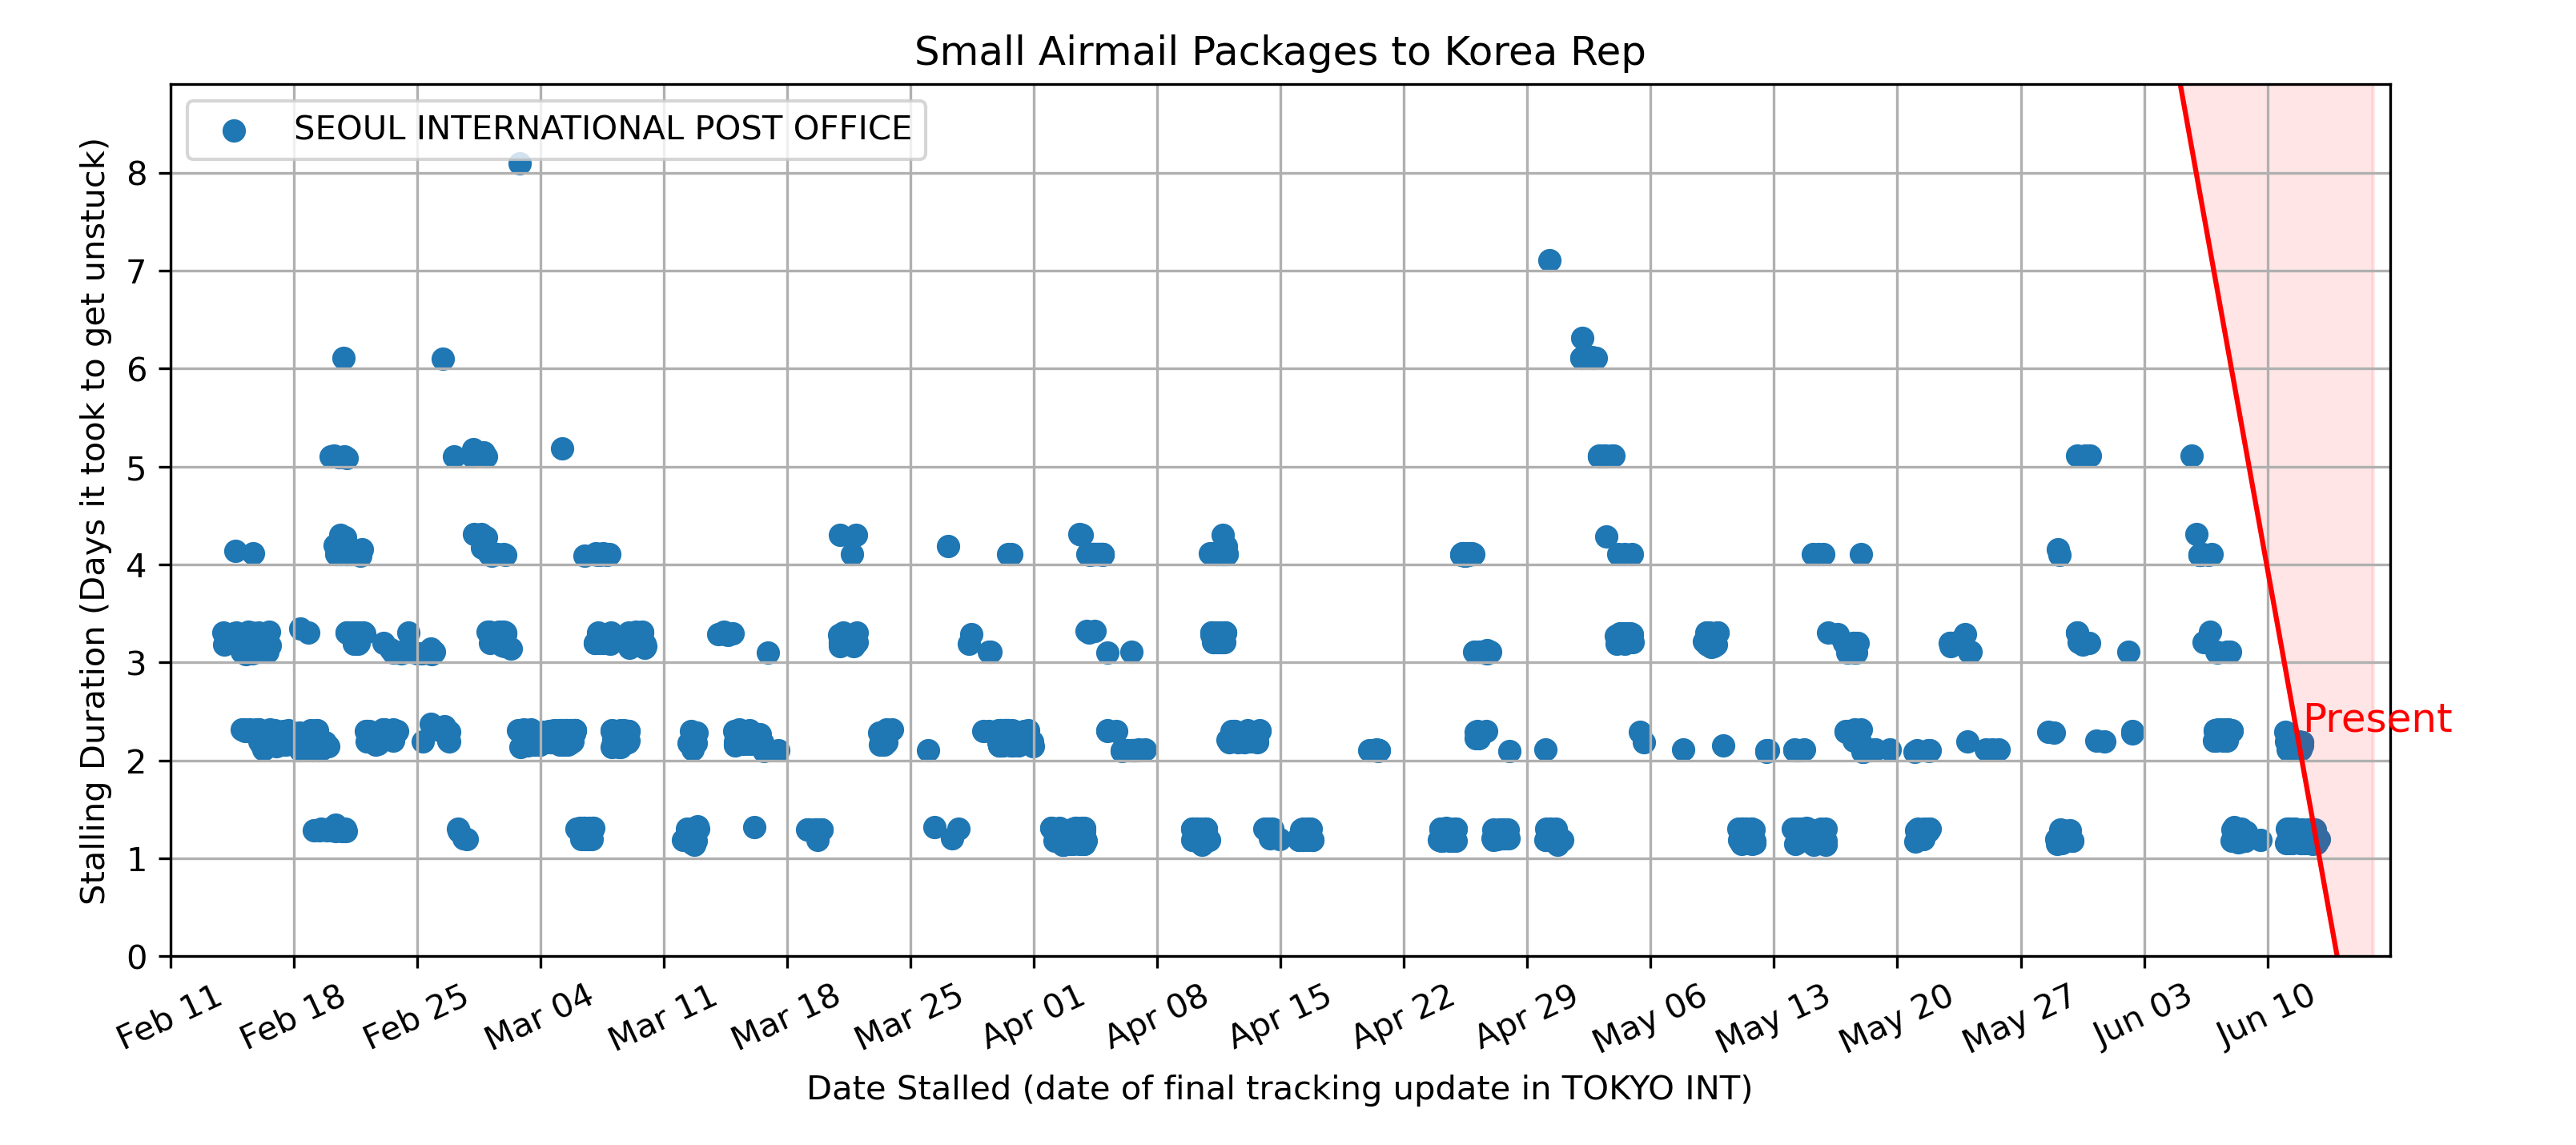 Small Airmail Packages to Korea Rep
SEOUL INTERNATIONAL POST OFFICE
Stalling Duration (Days it took to get unstuck)
8
7
6
5
4
3
2
1
0
Present
Feb 11
Feb 18
Feb 25
Mar 04
Mar 11
Mar 18
Mar 25
Apr 01
Apr 08
Apr 15
Apr 22
Apr 29
May 06
May 13
May 20
May 27
Jun 03
Jun 10
Date Stalled (date of final tracking update in TOKYO INT)